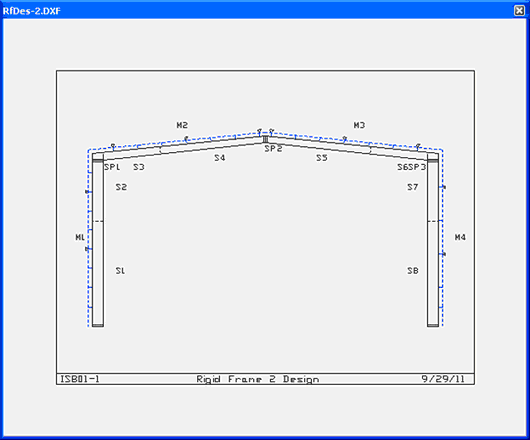 RfDes-2.DXF
M2 M3
SP2
SP1 S3 S4 S5 S6SP3
S2 S7
M1 M4
S1 S8
ISB01-1 Rigid Frame 2 Design 9/29/11